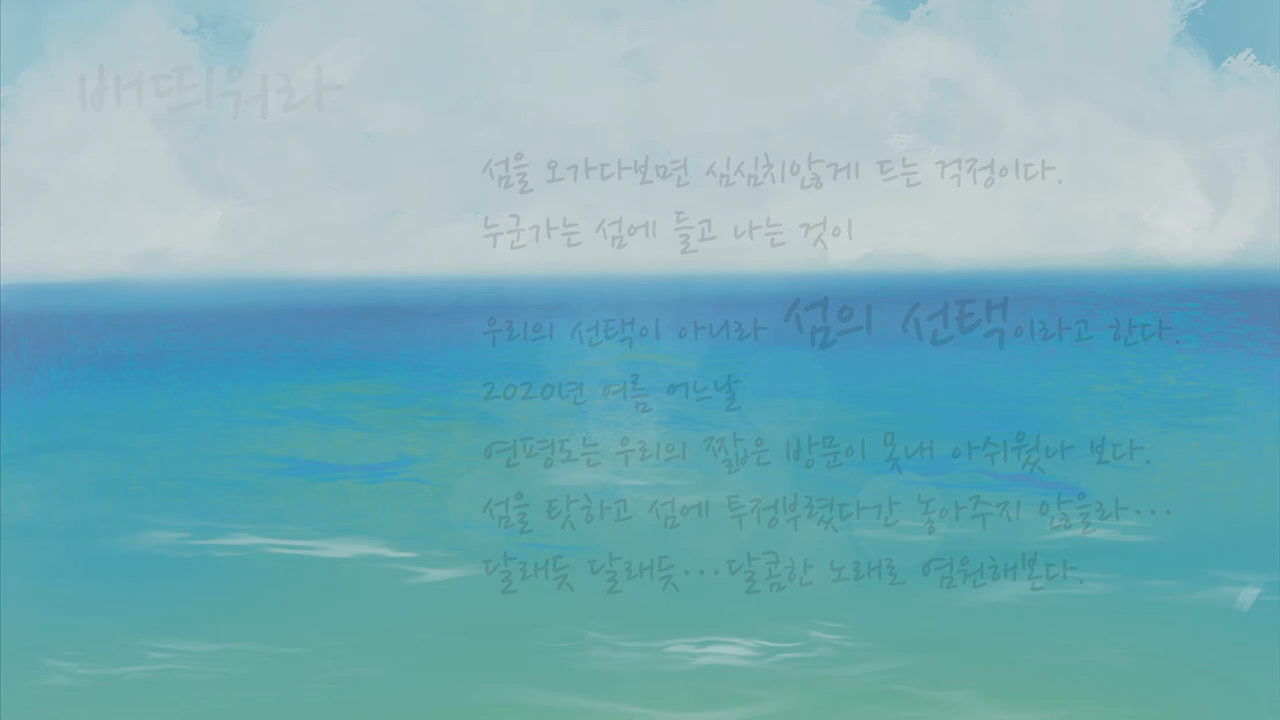 배띄워라
섬을 오가다보면 심심치않게 뜨는 걱정이다.
누군가는 섬에 들고 나는 것이
우리의 선택이 아니라 섬의 선택이라고 한다.
2020년 여름 어느날
연평도는 우리의 짧은 방문이 못내 아쉬웠나 보다.
섬을 탓하고 섬에 투정부렸다간 놓아주지 않을라...
달래듯 달래듯...달콤한 노래로 염원해본다.